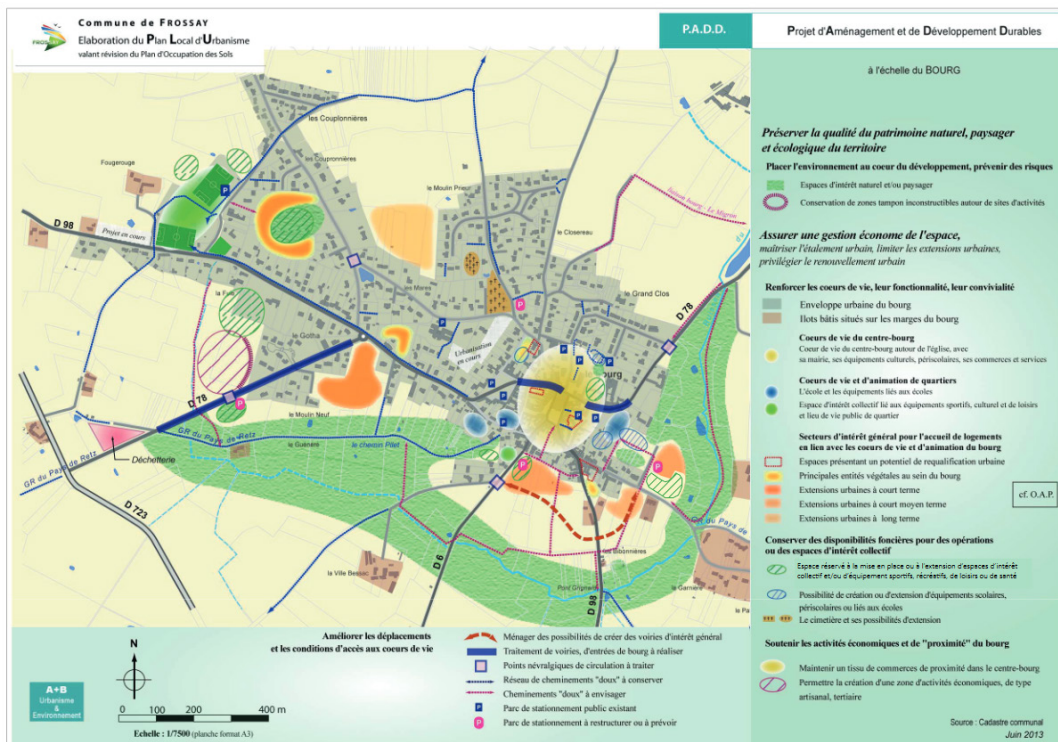 FROSSAY
Commune de FROSSAY
Elaboration du Plan Local d'Urbanisme
valant révision du Plan d'Occupation des Sols
P.A.D.D.
Projet d'Aménagement et de Développement Durables
à l'échelle du BOURG
Préserver la qualité du patrimoine naturel, paysager
et écologique du territoire
Placer l'environnement au coeur du développement, prévenir des risques
Espaces d'intérêt naturel et/ou paysager
Conservation de zones tampon inconstructibles autour de sites d'activités
Assurer une gestion économe de l'espace,
maîtriser l'étalement urbain, limiter les extensions urbaines,
privilégier le renouvellement urbain
Renforcer les coeurs de vie, leur fonctionnalité, leur convivialité
Enveloppe urbaine du bourg
Ilots bâtis situés sur les marges du bourg
Coeurs de vie du centre-bourg
Coeur de vie du centre-bourg autour de l'église, avec
sa mairie, ses équipements culturels, périscolaires, ses commerces et services
Coeurs de vie et d'animation de quartiers
L'école et les équipements liés aux écoles
Espace d'intérêt collectif lié aux équipements sportifs, culturel et de loisirs
et lieu de vie public de quartier
Secteurs d'intérêt général pour l'accueil de logements
en lien avec les coeurs de vie et d'animation du bourg
Espaces présentant un potentiel de requalification urbaine
Principales entités végétales au sein du bourg
Extensions urbaines à court terme
Extensions urbaines à court moyen terme
Extensions urbaines à long terme
cf. O.A.P.
Conserver des disponibilités foncières pour des opérations
ou des espaces d'intérêt collectif
Espace réservé à la mise en place ou à l'extension d'espaces d'intérêt
collectif et/ou d'équipement sportifs, récréatifs, de loisirs ou de santé
Possibilité de création ou d'extension d'équipements scolaires,
périscolaires ou liés aux écoles
Le cimetière et ses possibilités d'extension
Soutenir les activités économiques et de "proximité" du bourg
Maintenir un tissu de commerces de proximité dans le centre-bourg
Permettre la création d'une zone d'activités économiques, de type
artisanal, tertiaire
Source : Cadastre communal
Juin 2013
les Couplonnières
les Coupronnières
Fougerouge
le Moulin Prieur
liaison bourg - Le Migron
D 98
Projet en cours
le Closereau
le Grand Clos
D 78
les Mares
la Gotha
Urbanisation
en cours
D 78
le Moulin Neuf
GR du Pays de Retz
la Guenère
le chemin Pilet
GR du Pays de Retz
Déchetterie
D 723
D 6
la Ville Besse
D 98
GR du Pays de
la Garnière
P
P
P
P
P
P
P
P
P
P
P
P
P
P
Améliorer les déplacements
et les conditions d'accès aux coeurs de vie
Ménager des possibilités de créer des voiries d'intérêt général
Traitement de voiries, d'entrées de bourg à réaliser
Points névralgiques de circulation à traiter
Réseau de cheminements "doux" à conserver
Cheminements "doux" à envisager
P Parc de stationnement public existant
P Parc de stationnement à restructurer ou à prévoir
N
0 100 200 400 m
Echelle : 1/7500 (planche format A3)
A+B
Urbanisme
&
Environnement